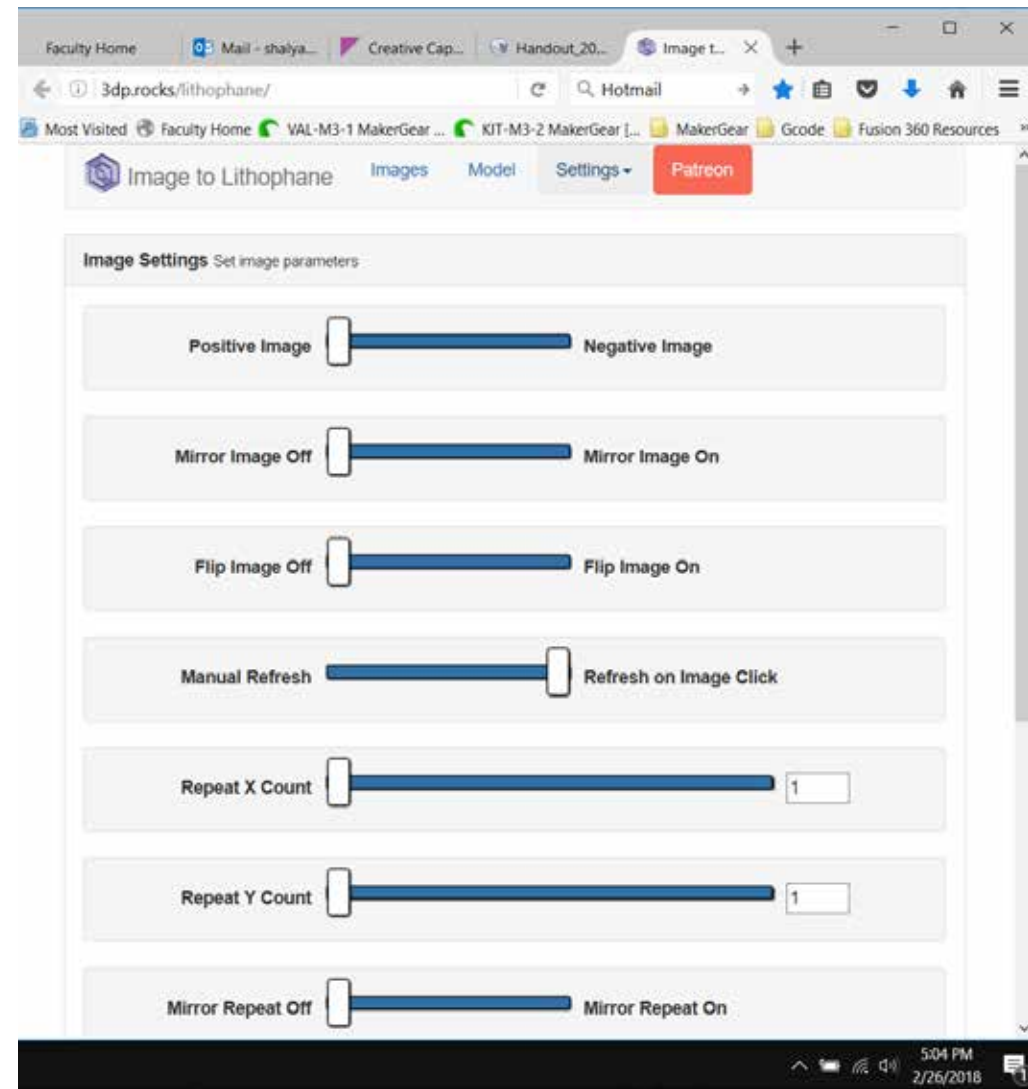 Faculty Home Mail - shalya... Creative Cap... Handout_20... Image t...
3dp.rocks/lithophane/ Hotmail
Most Visited Faculty Home VAL-M3-1 MakerGear ... KIT-M3-2 MakerGear [... MakerGear Gcode Fusion 360 Resources
Image to Lithophane Images Model Settings Patreon
Image Settings Set image parameters
Positive Image Negative Image
Mirror Image Off Mirror Image On
Flip Image Off Flip Image On
Manual Refresh Refresh on Image Click
Repeat X Count 1
Repeat Y Count 1
Mirror Repeat Off Mirror Repeat On
5:04 PM
2/26/2018